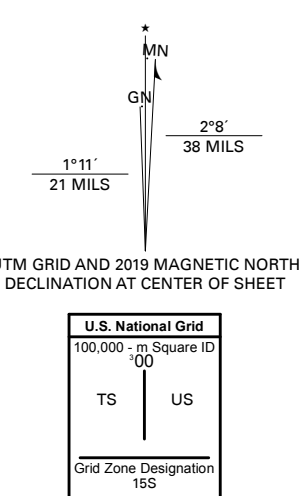 ★
MN
GN
2°8´
38 MILS
1°11´
21 MILS
UTM GRID AND 2019 MAGNETIC NORTH
DECLINATION AT CENTER OF SHEET
U.S. National Grid
100,000 - m Square ID
³00
TS US
Grid Zone Designation
15S